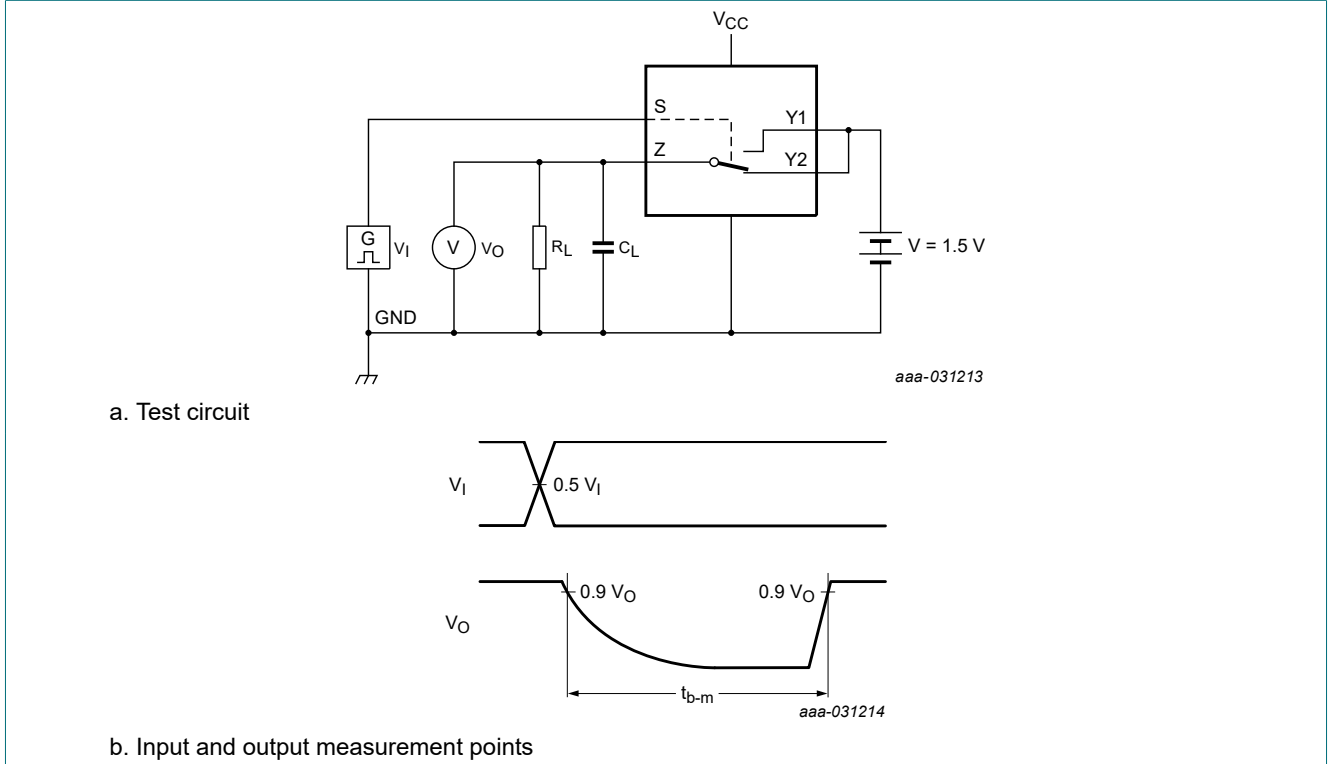 VCC
S
Y1
Z
Y2
G
VI
V
VO
RL
CL
V = 1.5 V
GND
aaa-031213
a. Test circuit
VI
0.5 VI
0.9 VO
0.9 VO
VO
tb-m
aaa-031214
b. Input and output measurement points